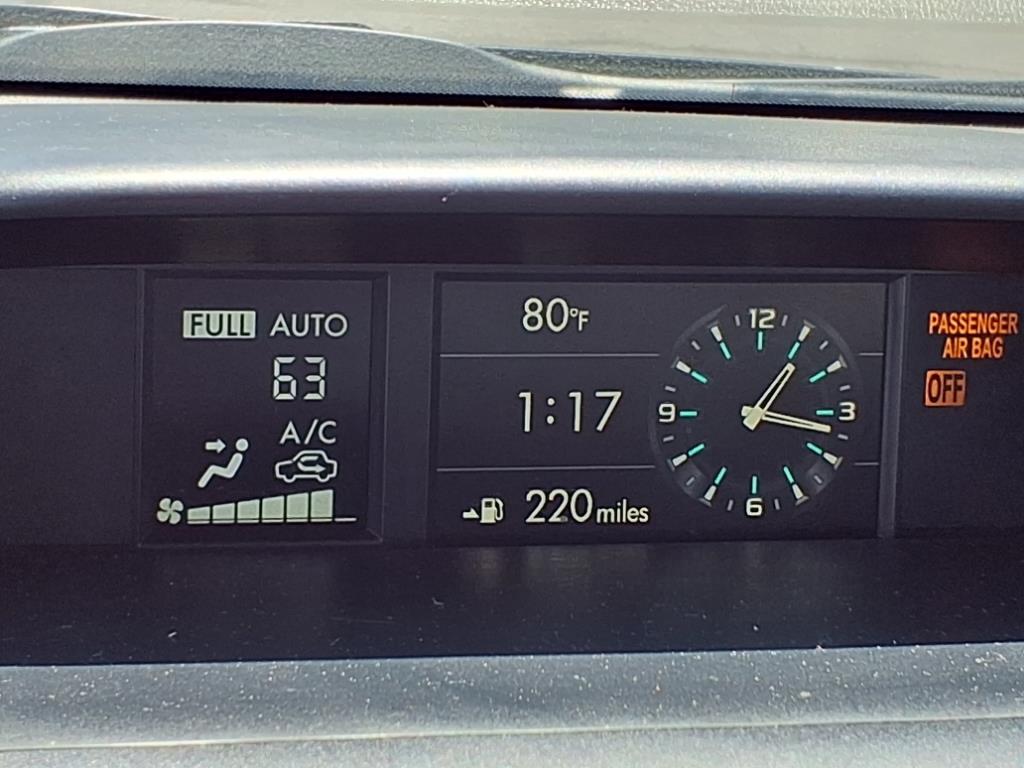 FULL AUTO
63
A/C
80°F
1:17
220 miles
12
3
6
9
PASSENGER
AIR BAG
OFF